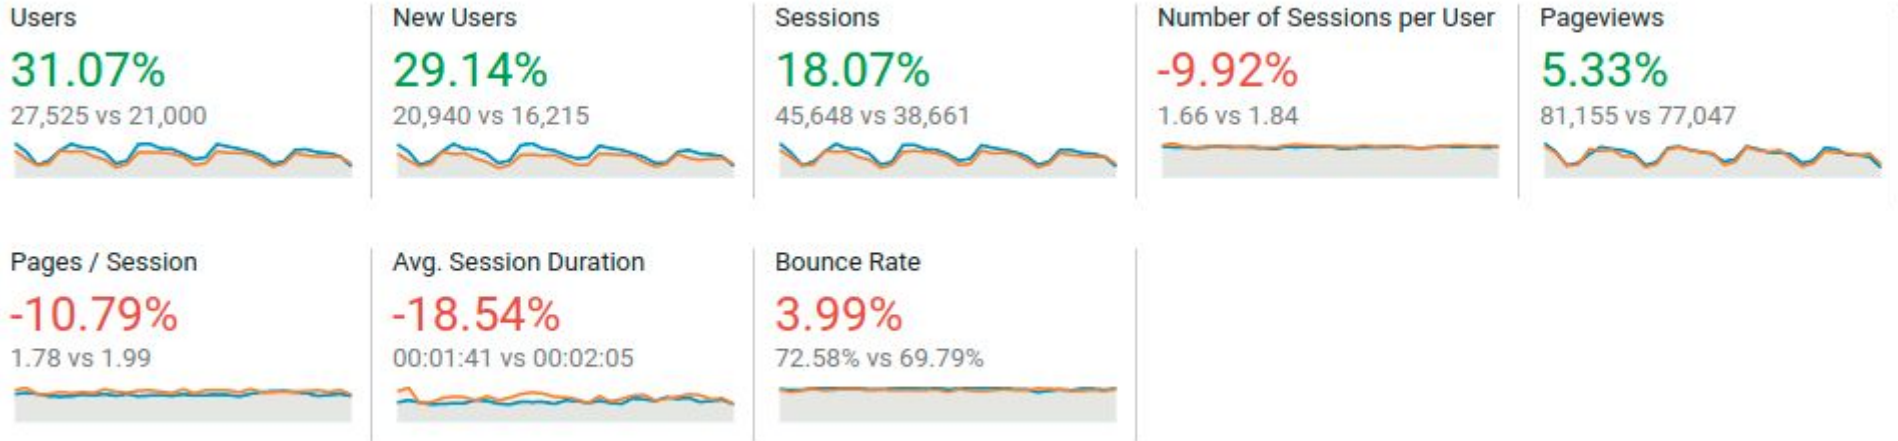 Users
31.07%
27,525 vs 21,000
New Users
29.14%
20,940 vs 16,215
Sessions
18.07%
45,648 vs 38,661
Number of Sessions per User
-9.92%
1.66 vs 1.84
Pageviews
5.33%
81,155 vs 77,047
Pages / Session
-10.79%
1.78 vs 1.99
Avg. Session Duration
-18.54%
00:01:41 vs 00:02:05
Bounce Rate
3.99%
72.58% vs 69.79%